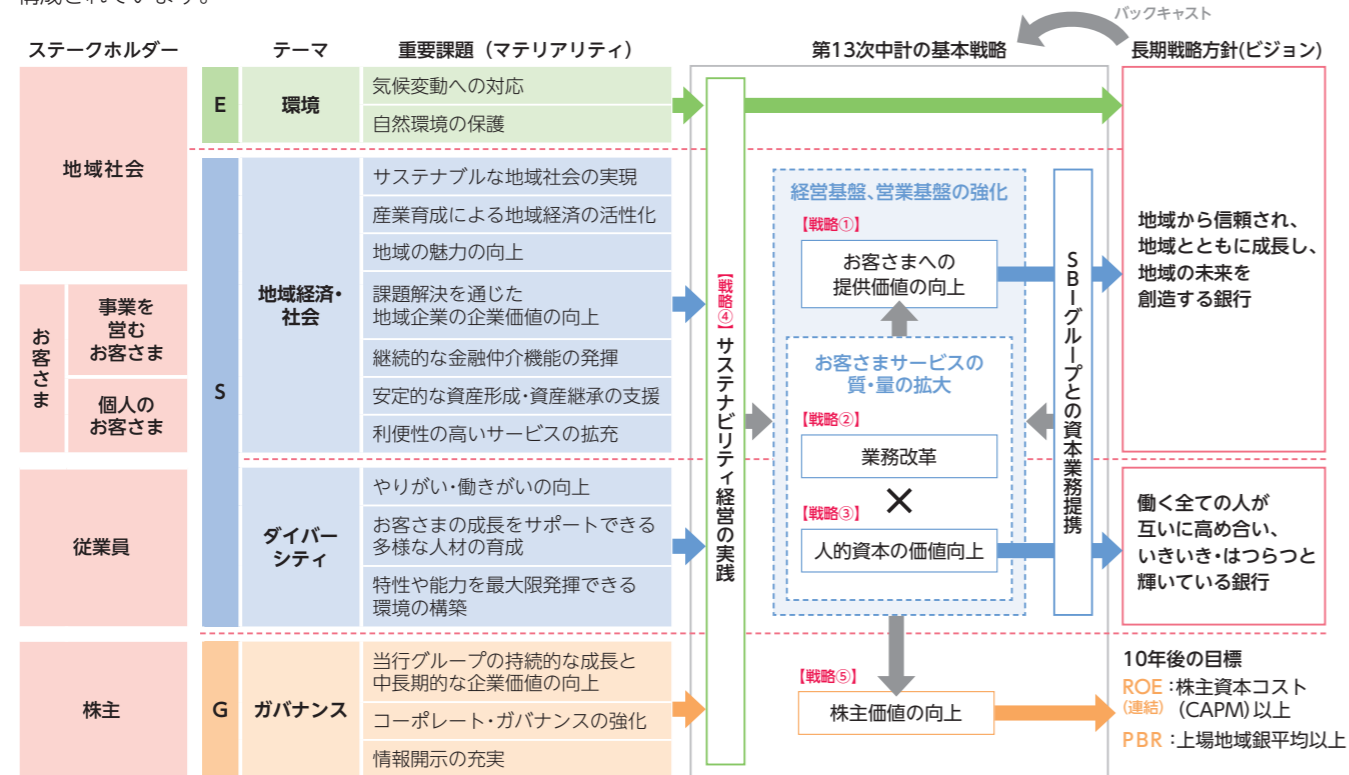 構成されています。
バックキャスト
ステークホルダー
テーマ
重要課題（マテリアリティ）
第13次中計の基本戦略
長期戦略方針(ビジョン)
地域社会
お客さま
事業を
営む
お客さま
個人の
お客さま
従業員
株主
E
環境
気候変動への対応
自然環境の保護
S
地域経済・
社会
サステナブルな地域社会の実現
産業育成による地域経済の活性化
地域の魅力の向上
課題解決を通じた
地域企業の企業価値の向上
継続的な金融仲介機能の発揮
安定的な資産形成・資産継承の支援
利便性の高いサービスの拡充
ダイバー
シティ
やりがい・働きがいの向上
お客さまの成長をサポートできる
多様な人材の育成
特性や能力を最大限発揮できる
環境の構築
G
ガバナンス
当行グループの持続的な成長と
中長期的な企業価値の向上
コーポレート・ガバナンスの強化
情報開示の充実
【戦略④】サステナビリティ経営の実践
経営基盤、営業基盤の強化
【戦略①】
お客さまへの
提供価値の向上
お客さまサービスの
質・量の拡大
【戦略②】
業務改革
×
【戦略③】
人的資本の価値向上
【戦略⑤】
株主価値の向上
SBIグループとの資本業務提携
地域から信頼され、
地域とともに成長し、
地域の未来を
創造する銀行
働く全ての人が
互いに高め合い、
いきいき・はつらつと
輝いている銀行
10年後の目標
ROE：株主資本コスト
(連結) (CAPM)以上
PBR：上場地域銀平均以上